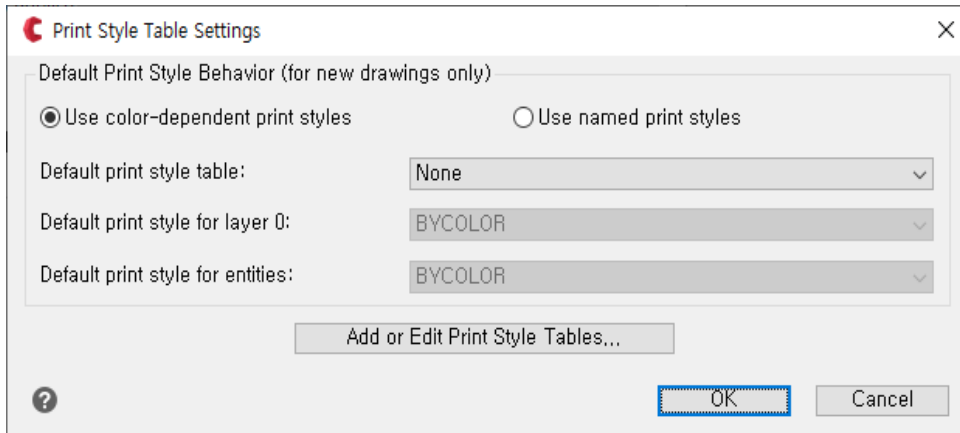 Print Style Table Settings
Default Print Style Behavior (for new drawings only)
Use color-dependent print styles Use named print styles
Default print style table: None
Default print style for layer 0: BYCOLOR
Default print style for entities: BYCOLOR
Add or Edit Print Style Tables...
? OK Cancel